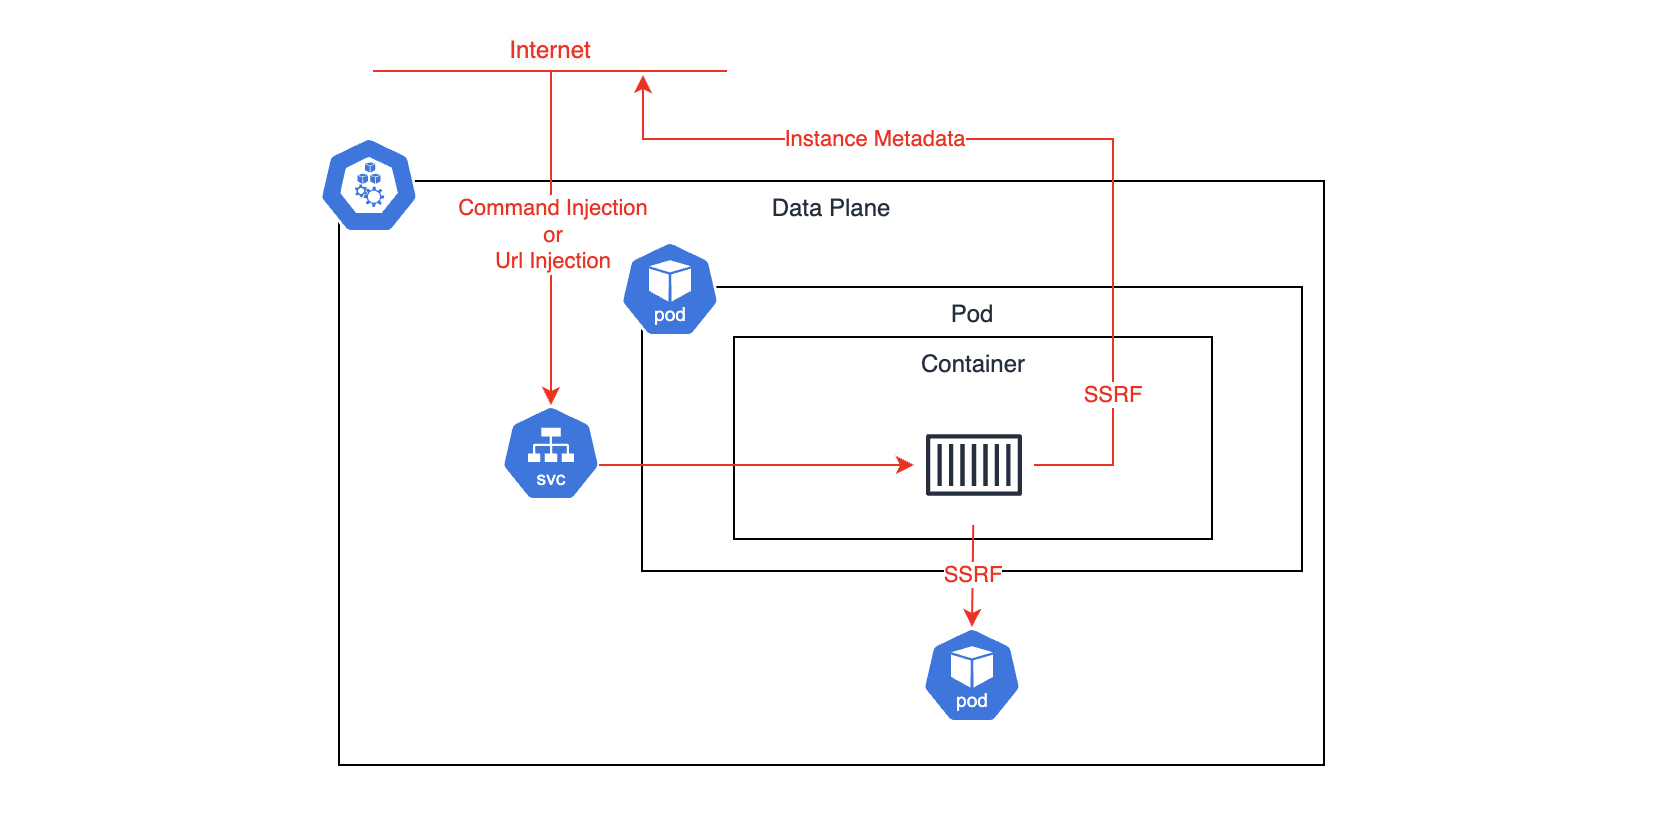 Internet
Instance Metadata
Command Injection
or
Url Injection
Data Plane
pod
Pod
Container
SSRF
svc
SSRF
pod